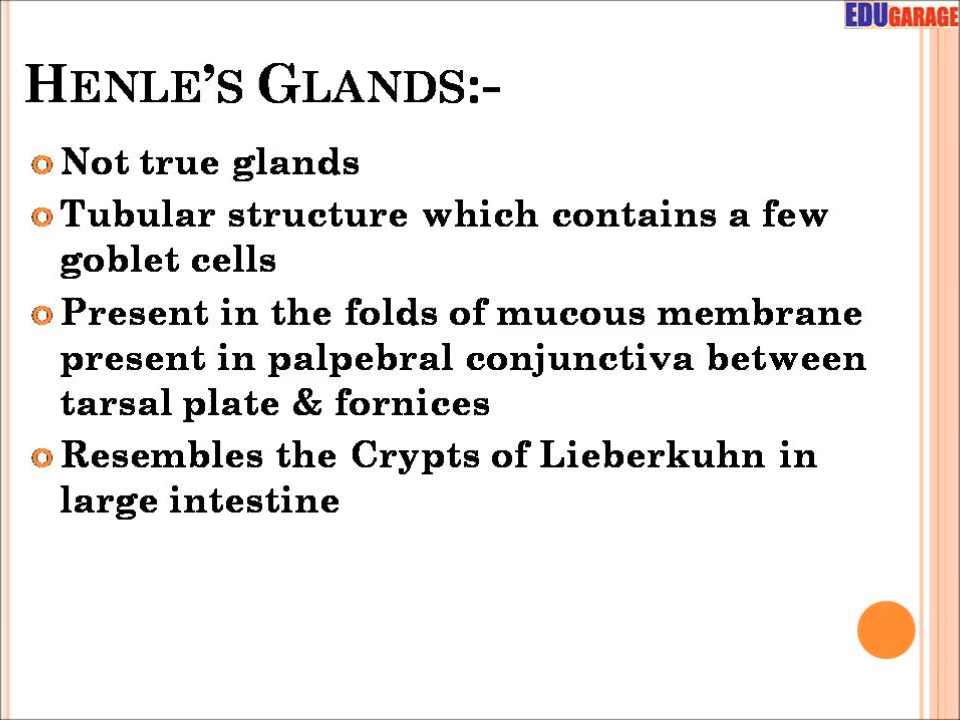 EDUGARAGE
HENLE'S GLANDS:-
Not true glands
Tubular structure which contains a few
goblet cells
Present in the folds of mucous membrane
present in palpebral conjunctiva between
tarsal plate & fornices
Resembles the Crypts of Lieberkuhn in
large intestine